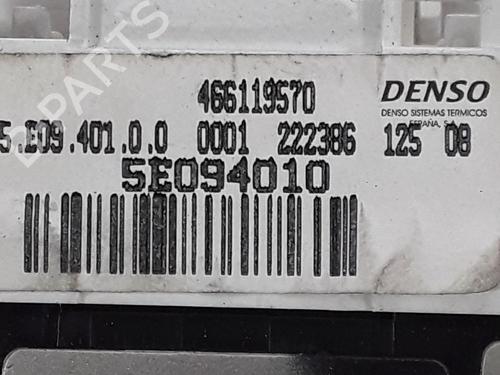 466119570
DENSO
DENSO SISTEMAS TERMICOS
ESPAÑA, S.A.
5.E09.401.0.0 0001 222386 125 08
5E094010
B PARTS